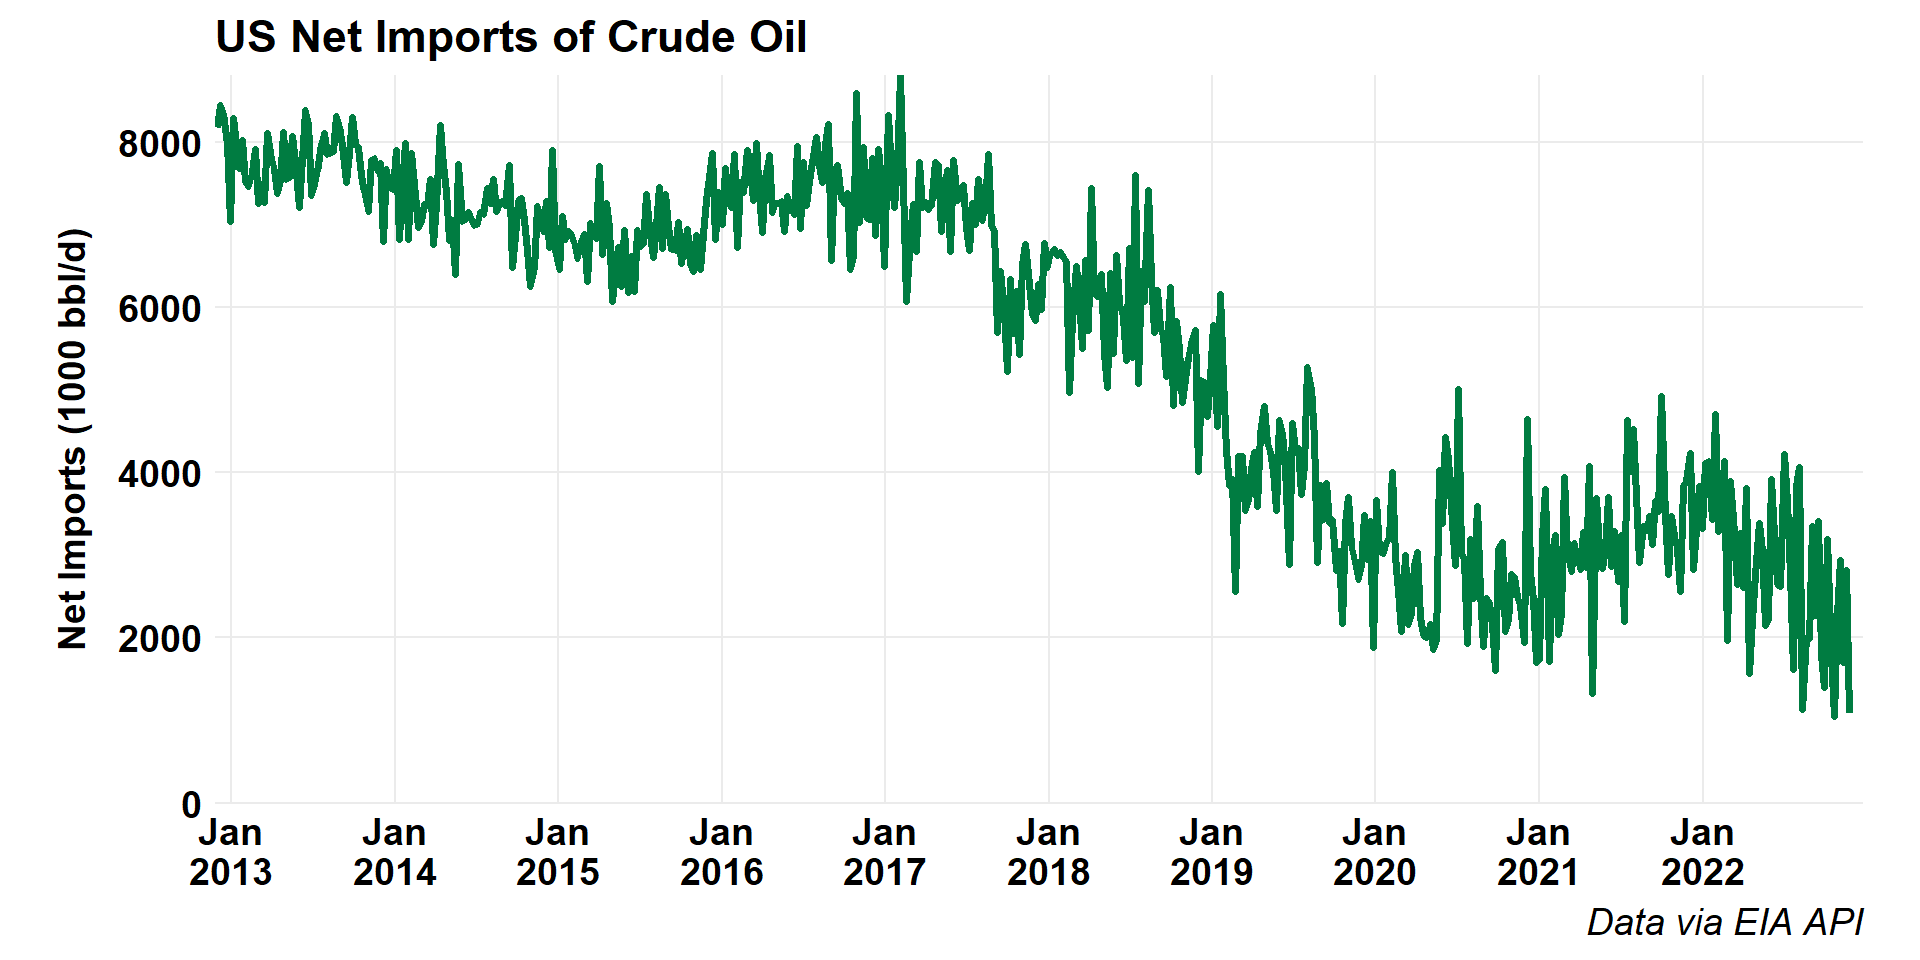 US Net Imports of Crude Oil
Net Imports (1000 bbl/d)
8000
6000
4000
2000
0
Jan Jan Jan Jan Jan Jan Jan Jan Jan Jan
2013 2014 2015 2016 2017 2018 2019 2020 2021 2022
Data via EIA API